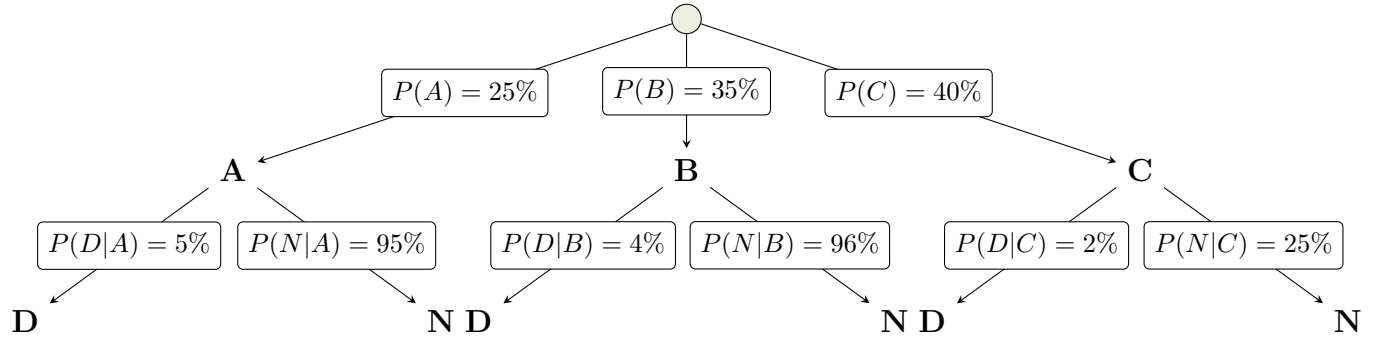 P(A) = 25% P(B) = 35% P(C) = 40%
A B C
P(D|A) = 5% P(N|A) = 95% P(D|B) = 4% P(N|B) = 96% P(D|C) = 2% P(N|C) = 25%
D N D N D N